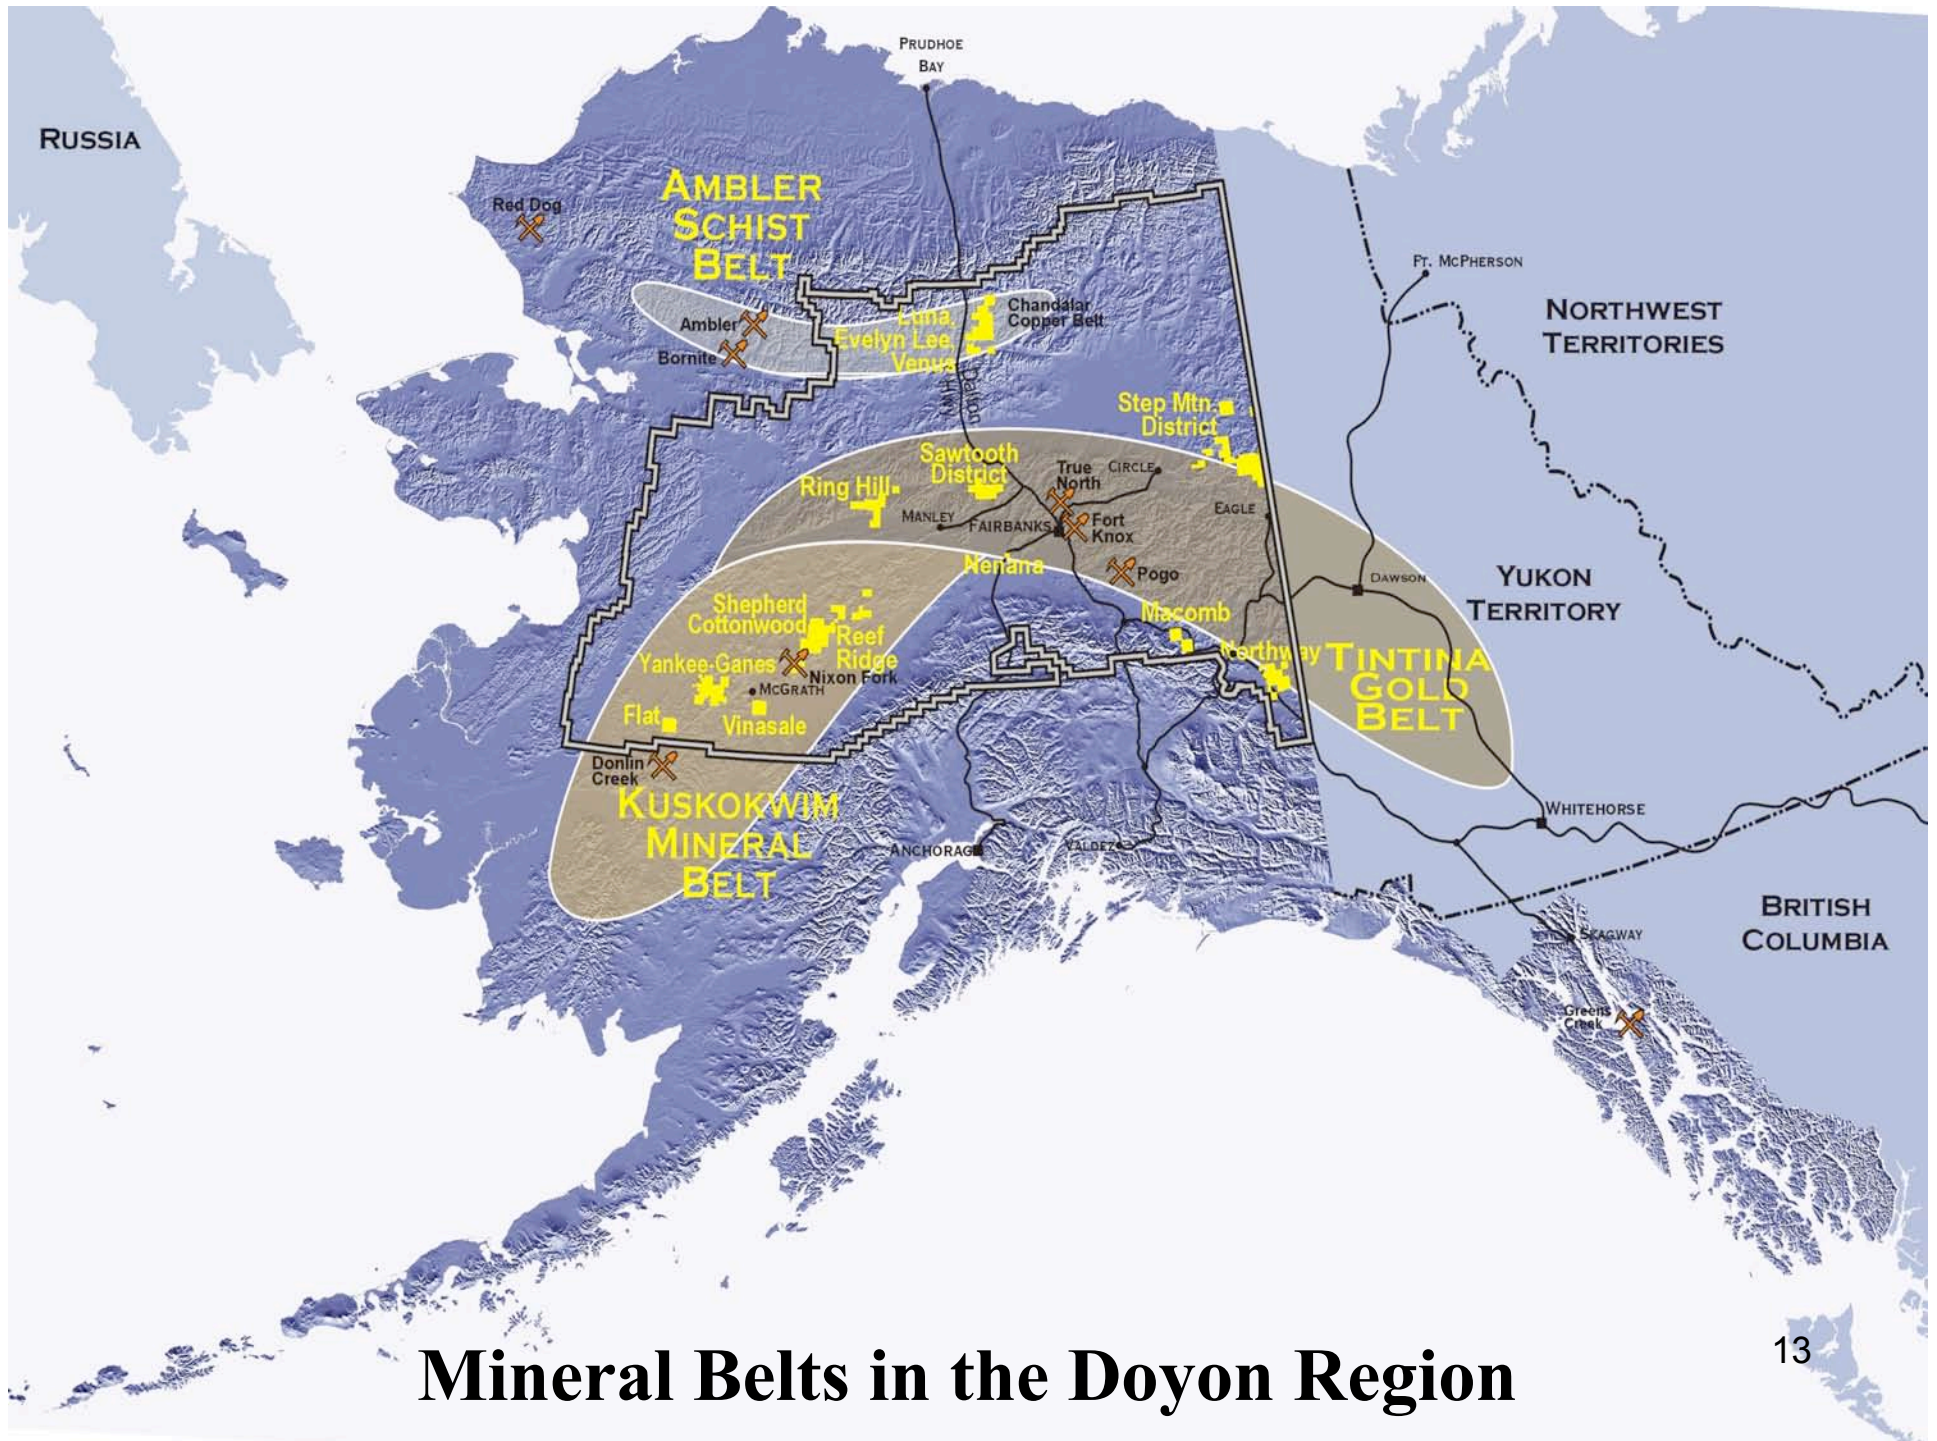 PRUDHOE
BAY
RUSSIA
AMBLER
SCHIST
BELT
Red Dog
FT. MCPHERSON
NORTHWEST
TERRITORIES
Ambler
Bornite
Luna,
Evelyn Lee,
Venus
Chandalar
Copper Belt
Dalton
HWY
Step Mtn.
District
Sawtooth
District
Ring Hill
True
North
CIRCLE
MANLEY
FAIRBANKS
Fort
Knox
EAGLE
Nenana
Pogo
DAWSON
YUKON
TERRITORY
Shepherd
Cottonwood
Reef
Ridge
Macomb
Northway
Yankee-Ganes
Nixon Fork
MCGRATH
TINTINA
GOLD
BELT
Flat
Vinasale
Donlin
Creek
KUSKOKWIM
MINERAL
BELT
ANCHORAGE
VALDEZ
WHITEHORSE
BRITISH
COLUMBIA
SKAGWAY
Greens
Creek
13
Mineral Belts in the Doyon Region